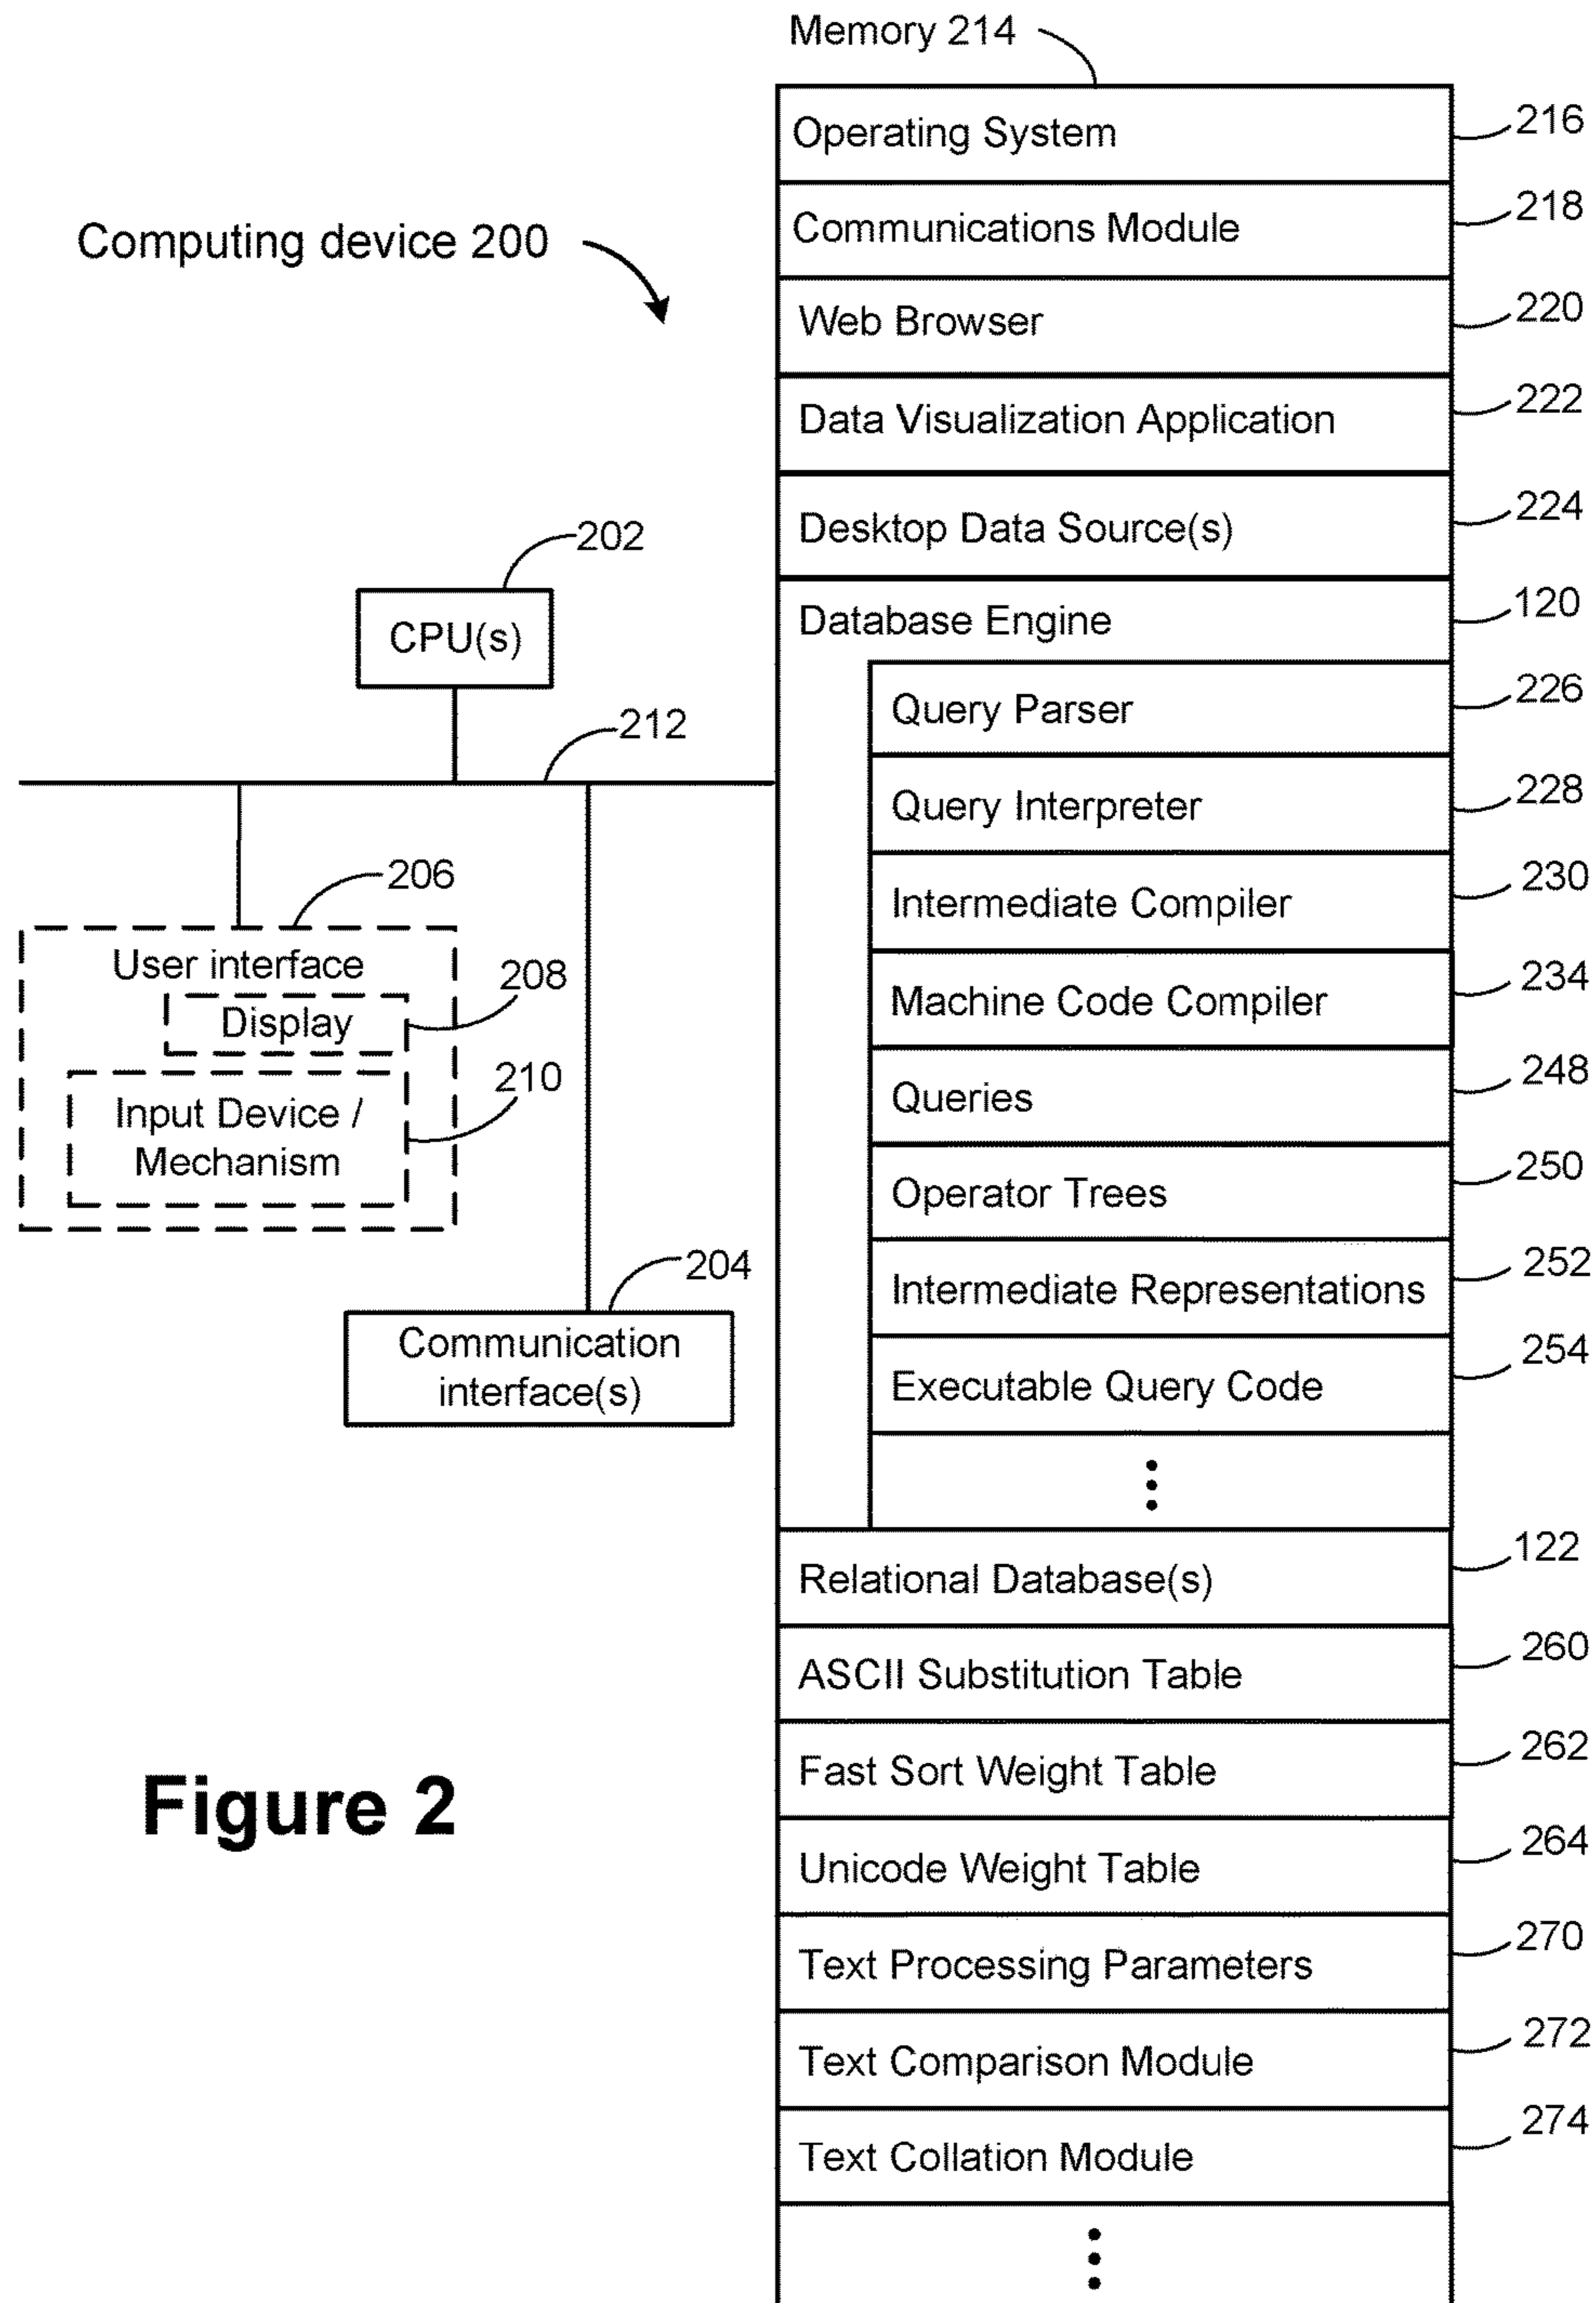 Memory 214
Operating System 216
Communications Module 218
Computing device 200
Web Browser 220
Data Visualization Application 222
Desktop Data Source(s) 224
202
CPU(s)
212
Database Engine 120
Query Parser 226
Query Interpreter 228
Intermediate Compiler 230
Machine Code Compiler 234
Queries 248
Operator Trees 250
Intermediate Representations 252
Executable Query Code 254
206
User interface
208
Display
210
Input Device /
Mechanism
204
Communication
interface(s)
Relational Database(s) 122
ASCII Substitution Table 260
Fast Sort Weight Table 262
Unicode Weight Table 264
Text Processing Parameters 270
Text Comparison Module 272
Text Collation Module 274
Figure 2